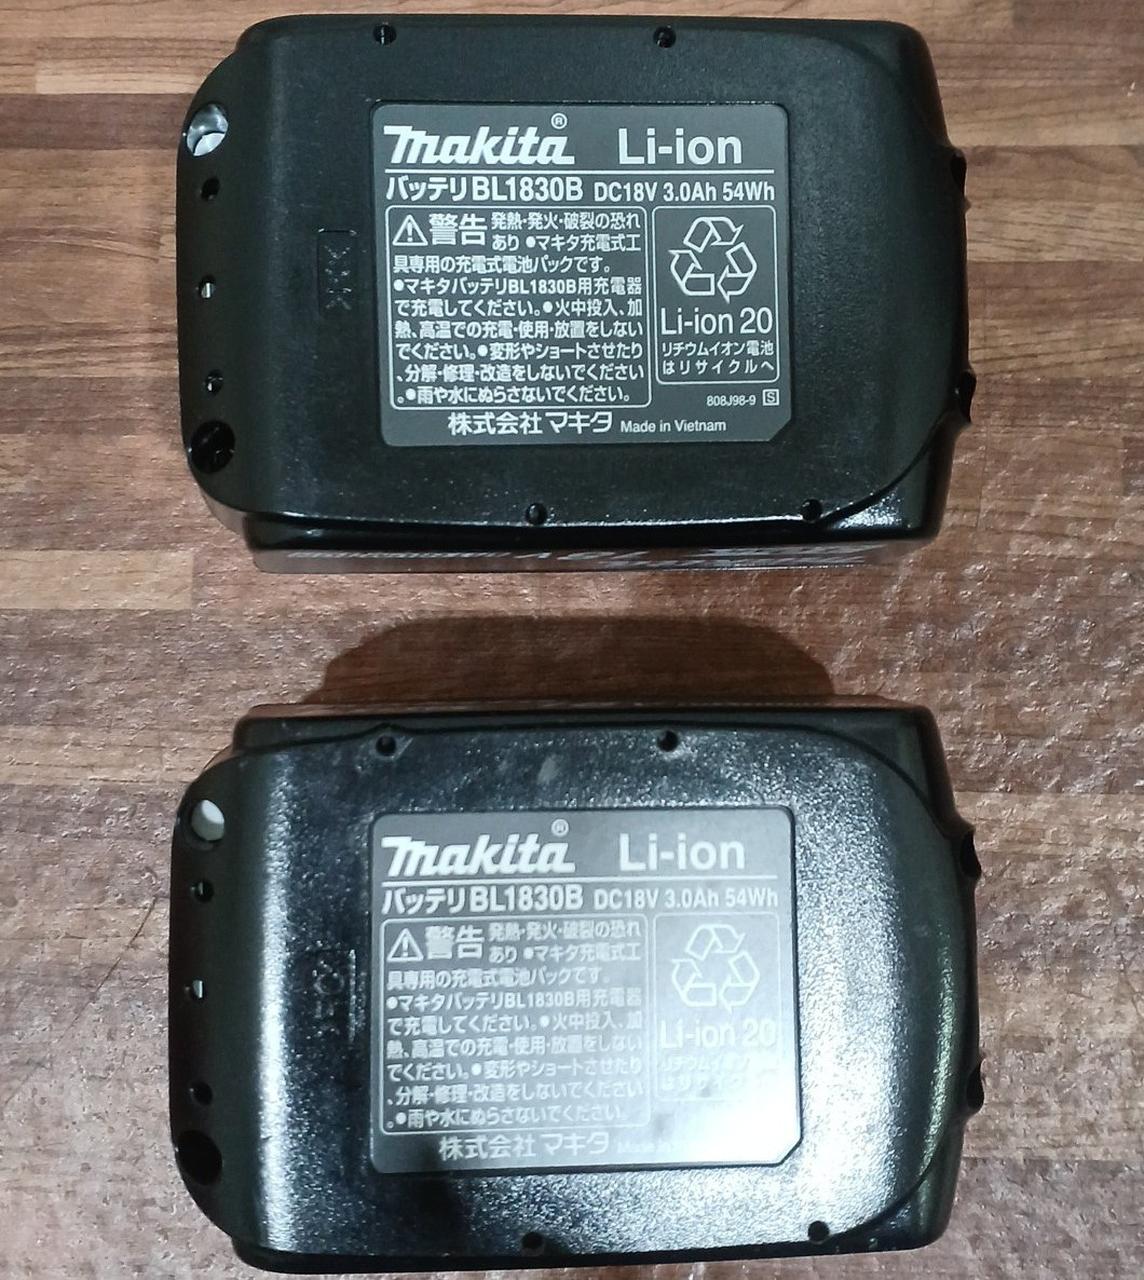 makita® Li-ion
バッテリBL1830B DC18V 3.0Ah 54Wh
警告 発熱・発火・破裂の恐れ
あり ●マキタ充電式工
具専用の充電式電池パックです。
●マキタバッテリBL1830B用充電器
で充電してください。●火中投入、加
熱、高温での充電・使用・放置をしない
でください。●変形やショートさせたり
、分解・修理・改造をしないでください
。●雨や水にぬらさないでください。
Li-ion 20
リチウムイオン電池
はリサイクルへ
808J98-9 S
株式会社マキタ Made in Vietnam
makita® Li-ion
バッテリBL1830B DC18V 3.0Ah 54Wh
警告 発熱・発火・破裂の恐れ
あり ●マキタ充電式工
具専用の充電式電池パックです。
●マキタバッテリBL1830B用充電器
で充電してください。●火中投入、加
熱、高温での充電・使用・放置をしない
でください。●変形やショートさせたり
、分解・修理・改造をしないでください
。●雨や水にぬらさないでください。
Li-ion 20
リチウムイオン電池
はリサイクル
株式会社マキタ Made in